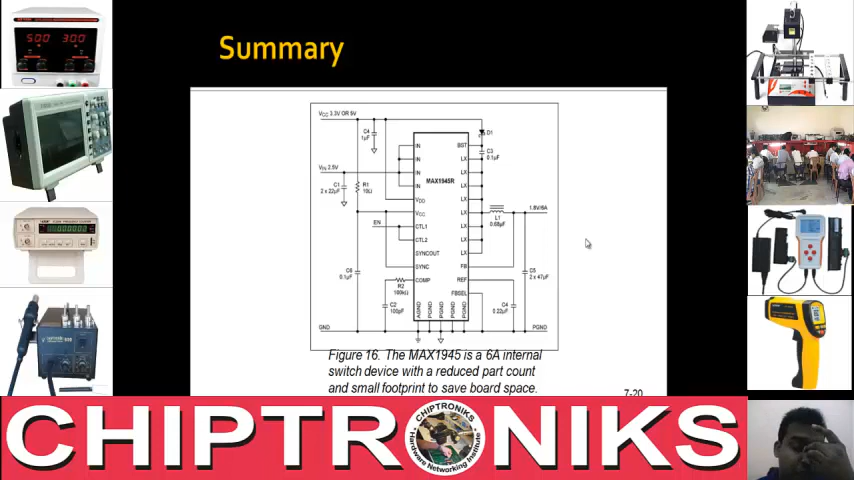 Summary
500 300
VCC 3.3V OR 5V
C4
1µF
D1
IN
BST
C3
0.1µF
IN
LX
VIN 2.5V
IN
LX
MAX1945R
C1
2 x 22µF
R1
10Ω
IN
LX
VDD
LX
VCC
LX
L1
0.68µF
1.8V/6A
EN
CTL1
LX
CTL2
LX
SYNCOUT
LX
SYNC
FB
C6
0.1µF
R2
100kΩ
COMP
REF
C5
2 x 47µF
FBSEL
C2
100pF
AGND
PGND
PGND
PGND
PGND
C4
0.22µF
GND
PGND
Figure 16. The MAX1945 is a 6A internal
switch device with a reduced part count
and small footprint to save board space.
7-20
CHIPTRONIKS
CHIPTRONIKS
Hardware Networking Institute